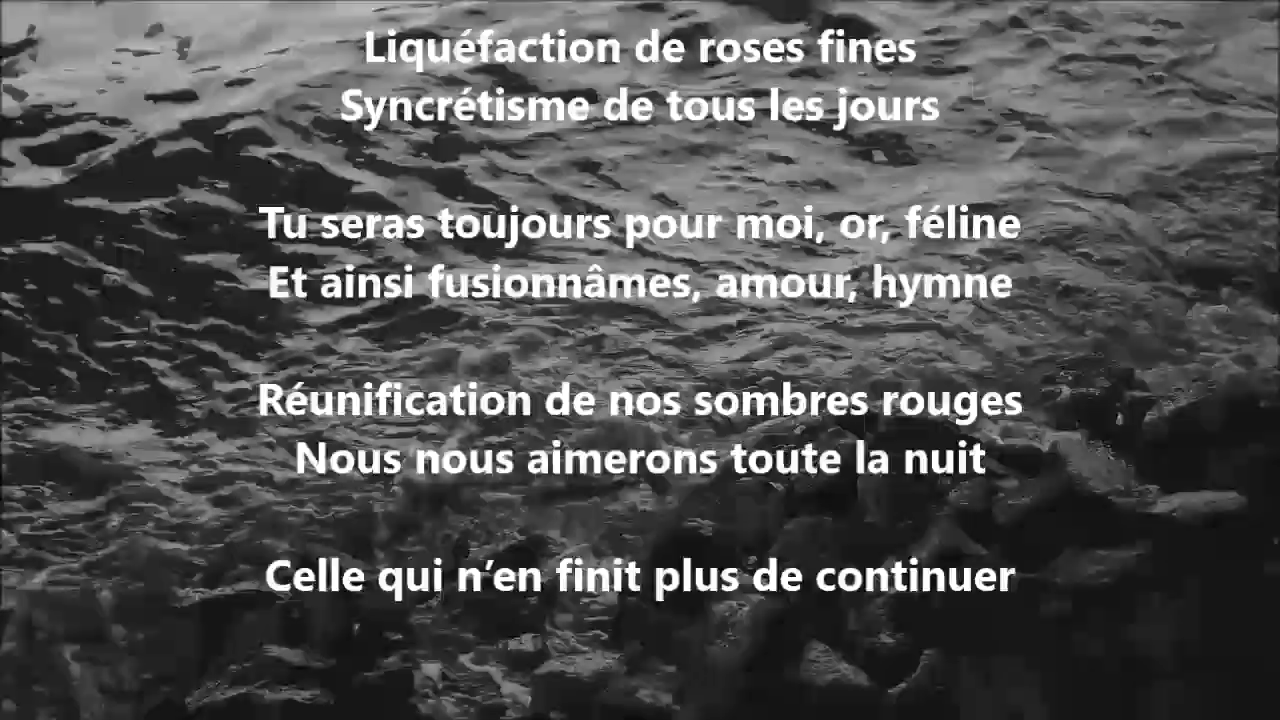 Liquéfaction de roses fines
Syncrétisme de tous les jours
Tu seras toujours pour moi, or, féline
Et ainsi fusionnâmes, amour, hymne
Réunification de nos sombres rouges
Nous nous aimerons toute la nuit
Celle qui n’en finit plus de continuer